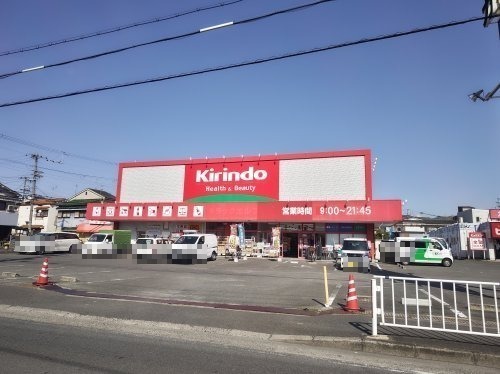 Kirindo
Health & Beauty
営業時間 9:00~21:45